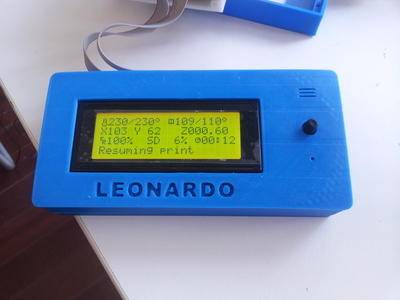 230/230° 109/110°
X103 Y 62 Z000.60
100% SD 6% 00:12
Resuming print
LEONARDO